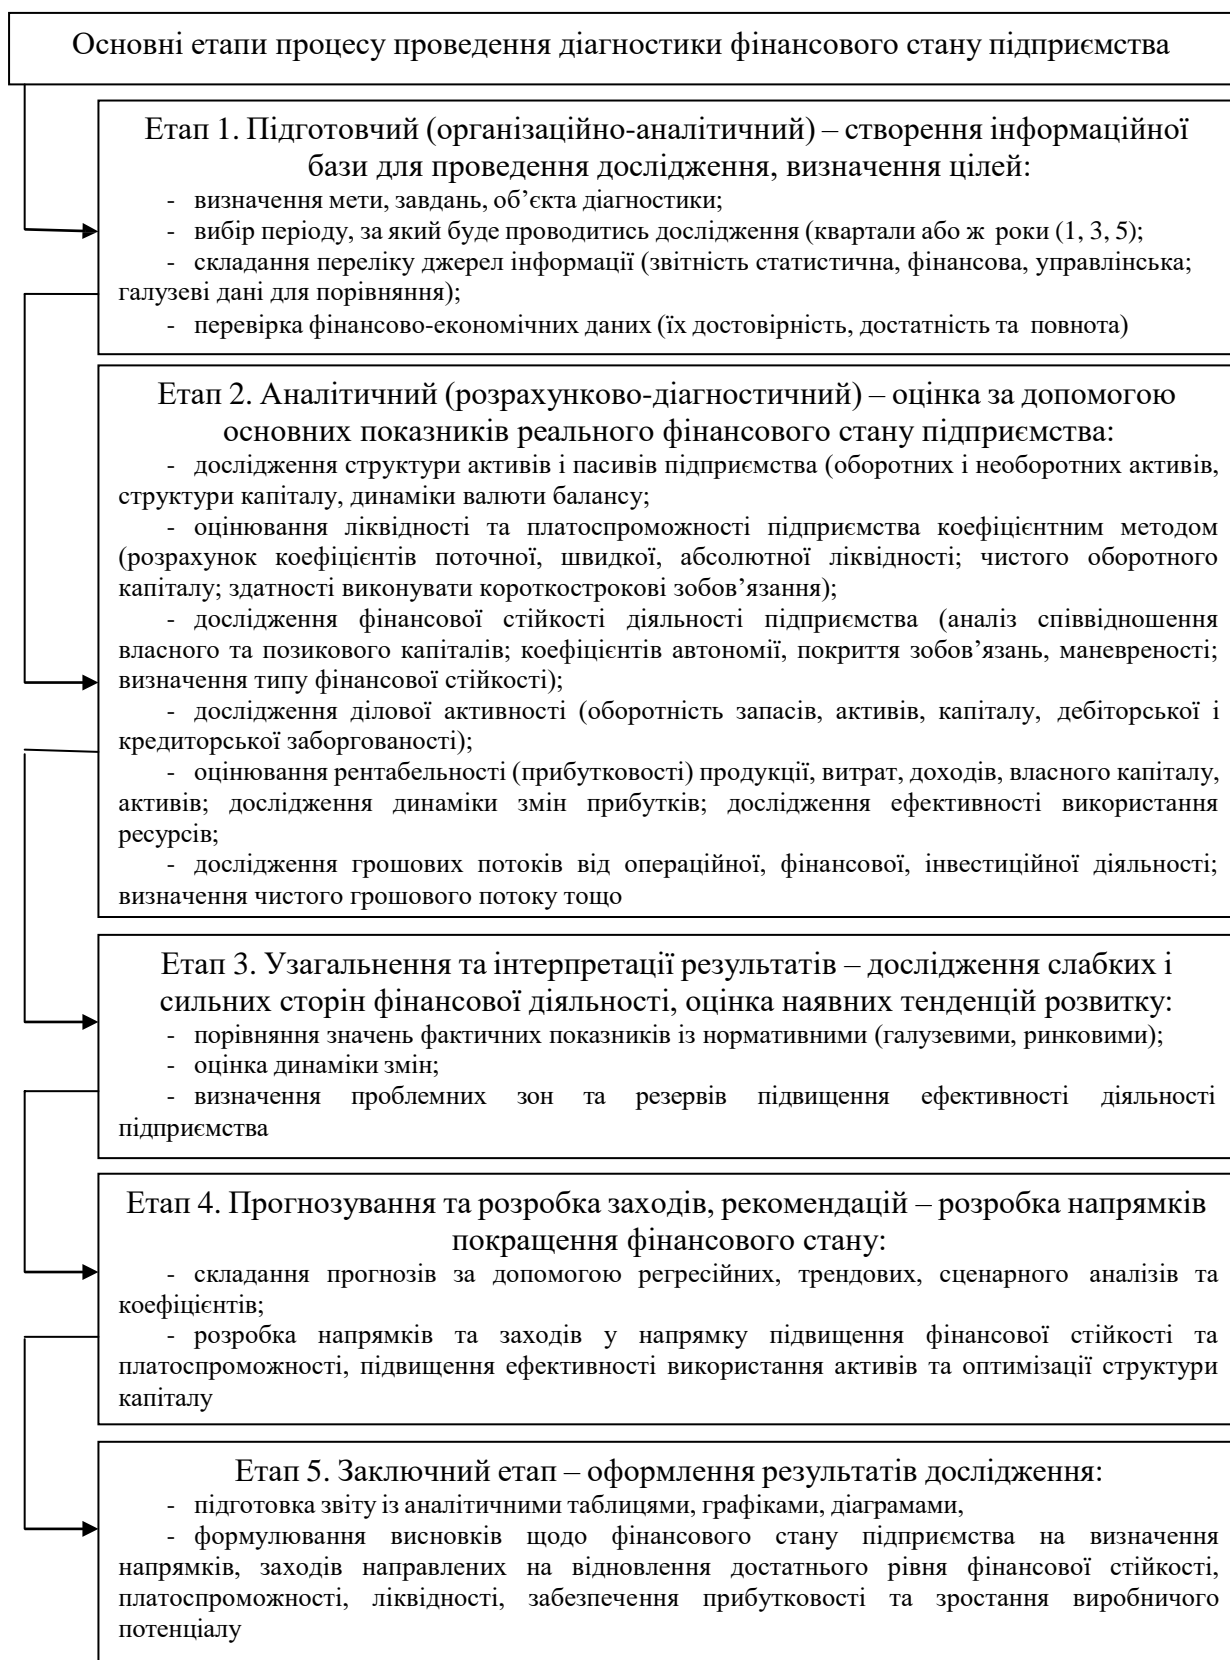 Основні етапи процесу проведення діагностики фінансового стану підприємства
Етап 1. Підготовчий (організаційно-аналітичний) – створення інформаційної
бази для проведення дослідження, визначення цілей:
- визначення мети, завдань, об’єкта діагностики;
- вибір періоду, за який буде проводитись дослідження (квартали або ж роки (1, 3, 5);
- складання переліку джерел інформації (звітність статистична, фінансова, управлінська;
галузеві дані для порівняння);
- перевірка фінансово-економічних даних (їх достовірність, достатність та повнота)
Етап 2. Аналітичний (розрахунково-діагностичний) – оцінка за допомогою
основних показників реального фінансового стану підприємства:
- дослідження структури активів і пасивів підприємства (оборотних і необоротних активів,
структури капіталу, динаміки валюти балансу;
- оцінювання ліквідності та платоспроможності підприємства коефіцієнтним методом
(розрахунок коефіцієнтів поточної, швидкої, абсолютної ліквідності; чистого оборотного
капіталу; здатності виконувати короткострокові зобов’язання);
- дослідження фінансової стійкості діяльності підприємства (аналіз співвідношення
власного та позикового капіталів; коефіцієнтів автономії, покриття зобов’язань, маневреності;
визначення типу фінансової стійкості);
- дослідження ділової активності (оборотність запасів, активів, капіталу, дебіторської і
кредиторської заборгованості);
- оцінювання рентабельності (прибутковості) продукції, витрат, доходів, власного капіталу,
активів; дослідження динаміки змін прибутків; дослідження ефективності використання
ресурсів;
- дослідження грошових потоків від операційної, фінансової, інвестиційної діяльності;
визначення чистого грошового потоку тощо
Етап 3. Узагальнення та інтерпретації результатів – дослідження слабких і
сильних сторін фінансової діяльності, оцінка наявних тенденцій розвитку:
- порівняння значень фактичних показників із нормативними (галузевими, ринковими);
- оцінка динаміки змін;
- визначення проблемних зон та резервів підвищення ефективності діяльності
підприємства
Етап 4. Прогнозування та розробка заходів, рекомендацій – розробка напрямків
покращення фінансового стану:
- складання прогнозів за допомогою регресійних, трендових, сценарного аналізів та
коефіцієнтів;
- розробка напрямків та заходів у напрямку підвищення фінансової стійкості та
платоспроможності, підвищення ефективності використання активів та оптимізації структури
капіталу
Етап 5. Заключний етап – оформлення результатів дослідження:
- підготовка звіту із аналітичними таблицями, графіками, діаграмами,
- формулювання висновків щодо фінансового стану підприємства на визначення
напрямків, заходів направлених на відновлення достатнього рівня фінансової стійкості,
платоспроможності, ліквідності, забезпечення прибутковості та зростання виробничого
потенціалу